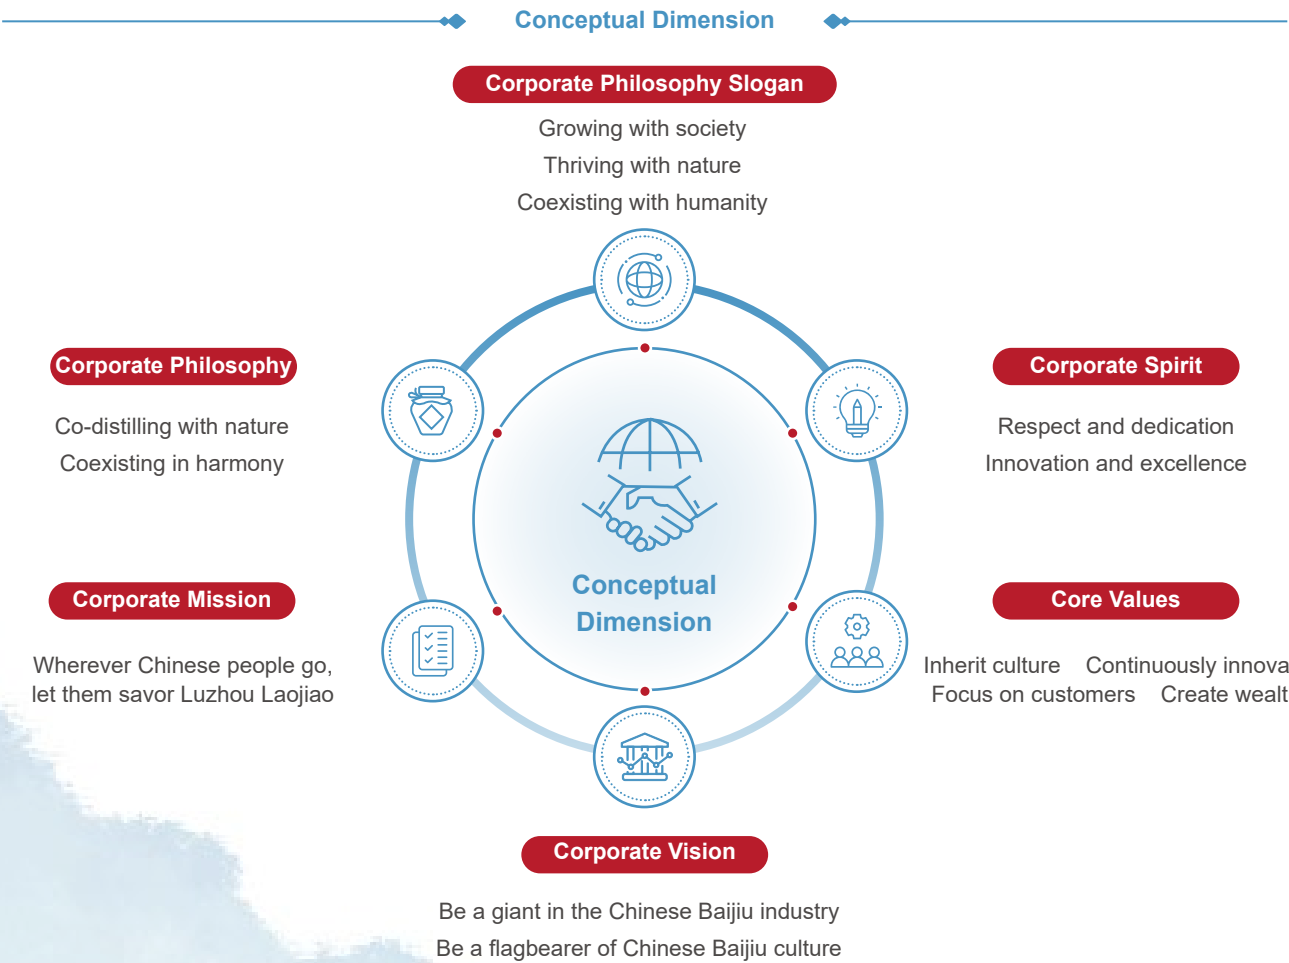 Conceptual Dimension
Corporate Philosophy Slogan
Growing with society
Thriving with nature
Coexisting with humanity
Corporate Philosophy
Co-distilling with nature
Coexisting in harmony
Corporate Spirit
Respect and dedication
Innovation and excellence
Conceptual
Dimension
Corporate Mission
Wherever Chinese people go,
let them savor Luzhou Laojiao
Core Values
Inherit culture Continuously innova
Focus on customers Create wealt
Corporate Vision
Be a giant in the Chinese Baijiu industry
Be a flagbearer of Chinese Baijiu culture